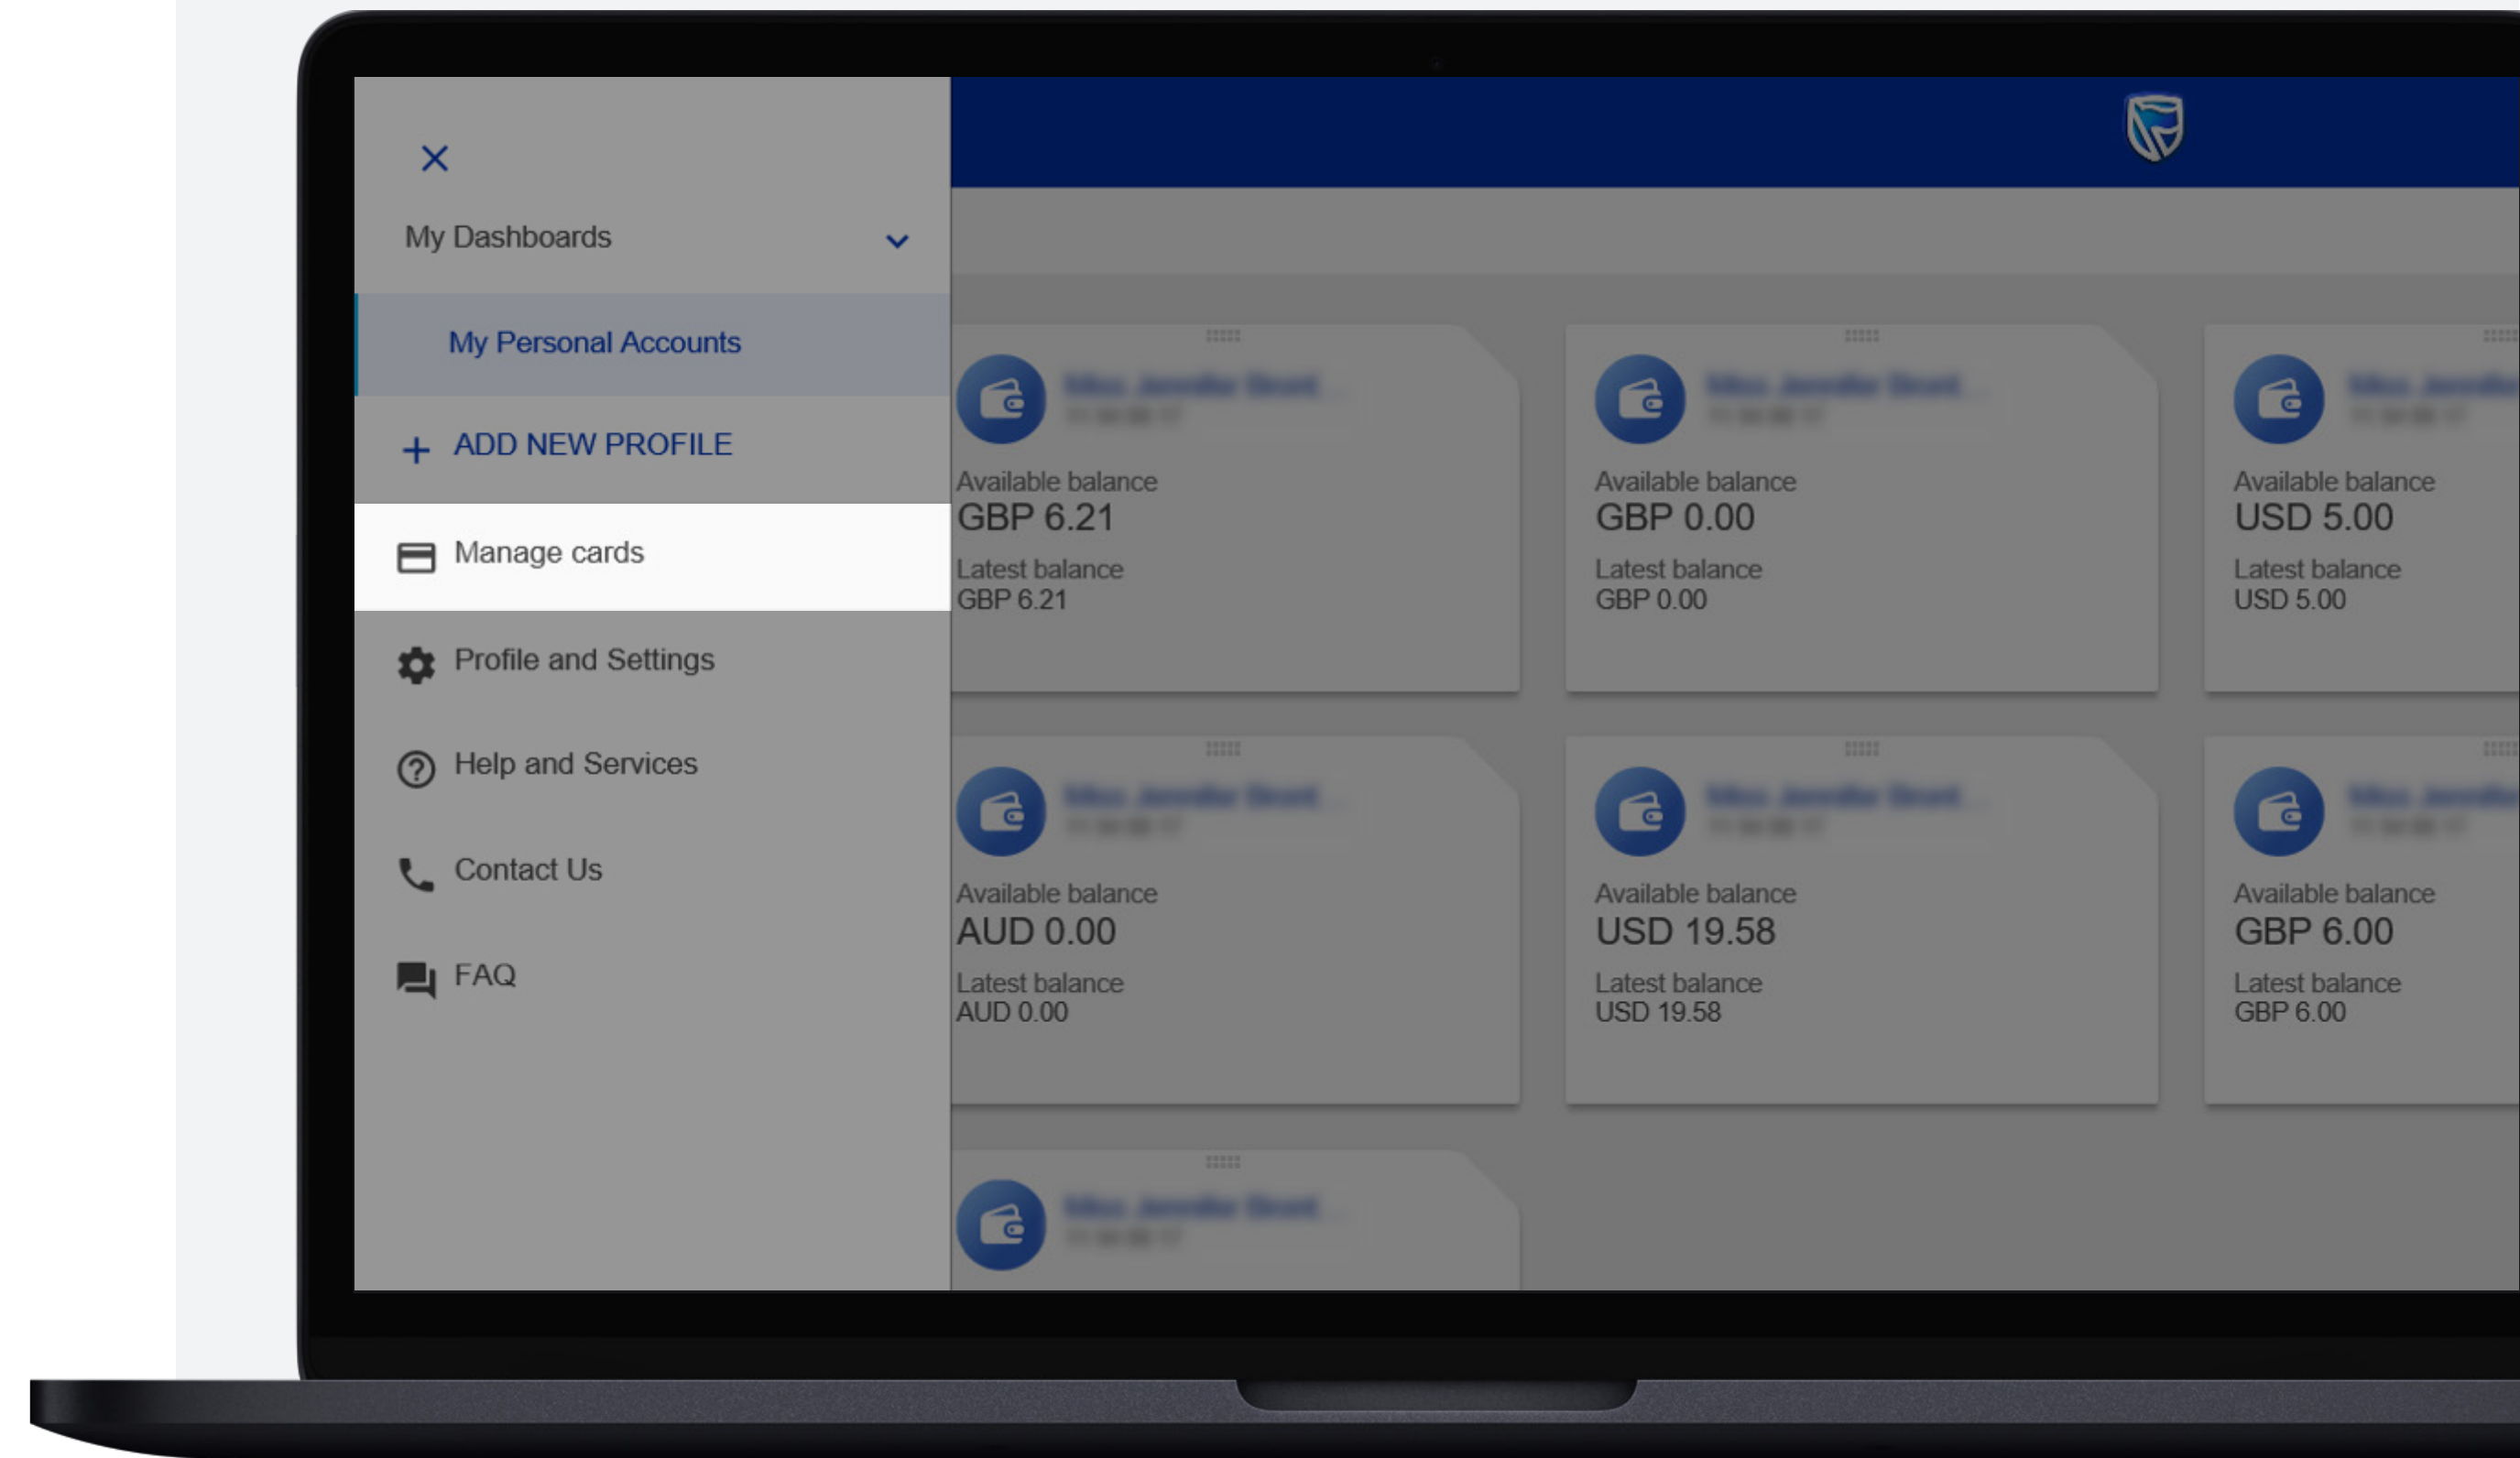 My Dashboards
My Personal Accounts
ADD NEW PROFILE
Manage cards
Profile and Settings
Help and Services
Contact Us
FAQ
Available balance
GBP 6.21
Latest balance
GBP 6.21
Available balance
GBP 0.00
Latest balance
GBP 0.00
Available balance
USD 5.00
Latest balance
USD 5.00
Available balance
AUD 0.00
Latest balance
AUD 0.00
Available balance
USD 19.58
Latest balance
USD 19.58
Available balance
GBP 6.00
Latest balance
GBP 6.00